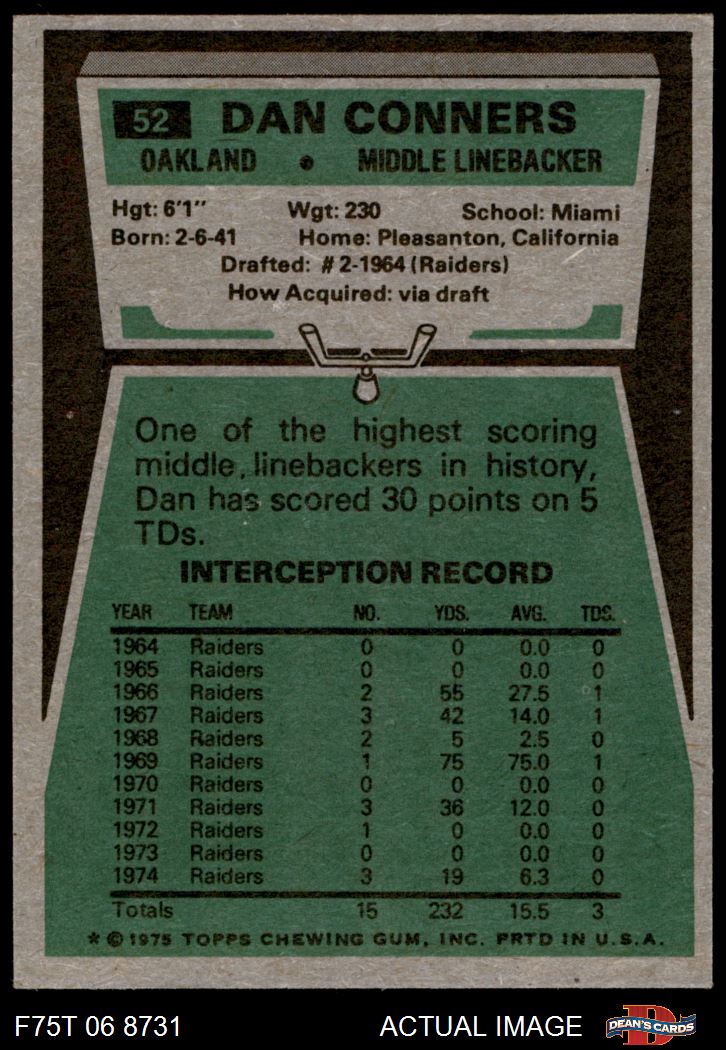 52 DAN CONNERS
OAKLAND • MIDDLE LINEBACKER
Hgt: 6'1" Wgt: 230 School: Miami
Born: 2-6-41 Home: Pleasanton, California
Drafted: #2-1964 (Raiders)
How Acquired: via draft
One of the highest scoring
middle linebackers in history,
Dan has scored 30 points on 5
TDs.
INTERCEPTION RECORD
YEAR TEAM NO. YDS. AVG. TDS.
1964 Raiders 0 0 0.0 0
1965 Raiders 0 0 0.0 0
1966 Raiders 2 55 27.5 1
1967 Raiders 3 42 14.0 1
1968 Raiders 2 5 2.5 0
1969 Raiders 1 75 75.0 1
1970 Raiders 0 0 0.0 0
1971 Raiders 3 36 12.0 0
1972 Raiders 1 0 0.0 0
1973 Raiders 0 0 0.0 0
1974 Raiders 3 19 6.3 0
Totals 15 232 15.5 3
* © 1975 TOPPS CHEWING GUM, INC. PRTD IN U.S.A.
F75T 06 8731 ACTUAL IMAGE D DEAN'S CARDS